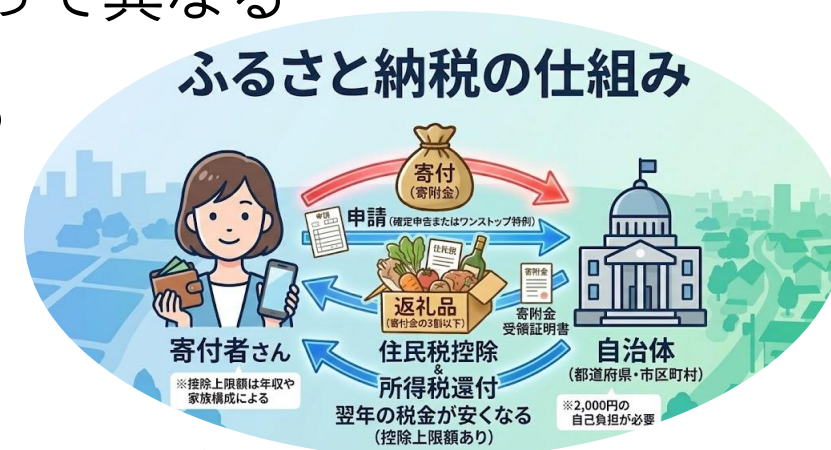 って異なる
ふるさと納税の仕組み
寄付
(寄附金)
申請
申請(確定申告またはワンストップ特例)
住民税
返礼品
(寄付金の3割以下)
寄附金
寄附金
受領証明書
寄付者さん
※控除上限額は年収や
家族構成による
住民税控除
&
所得税還付
翌年の税金が安くなる
(控除上限額あり)
自治体
(都道府県・市区町村)
※2,000円の
自己負担が必要